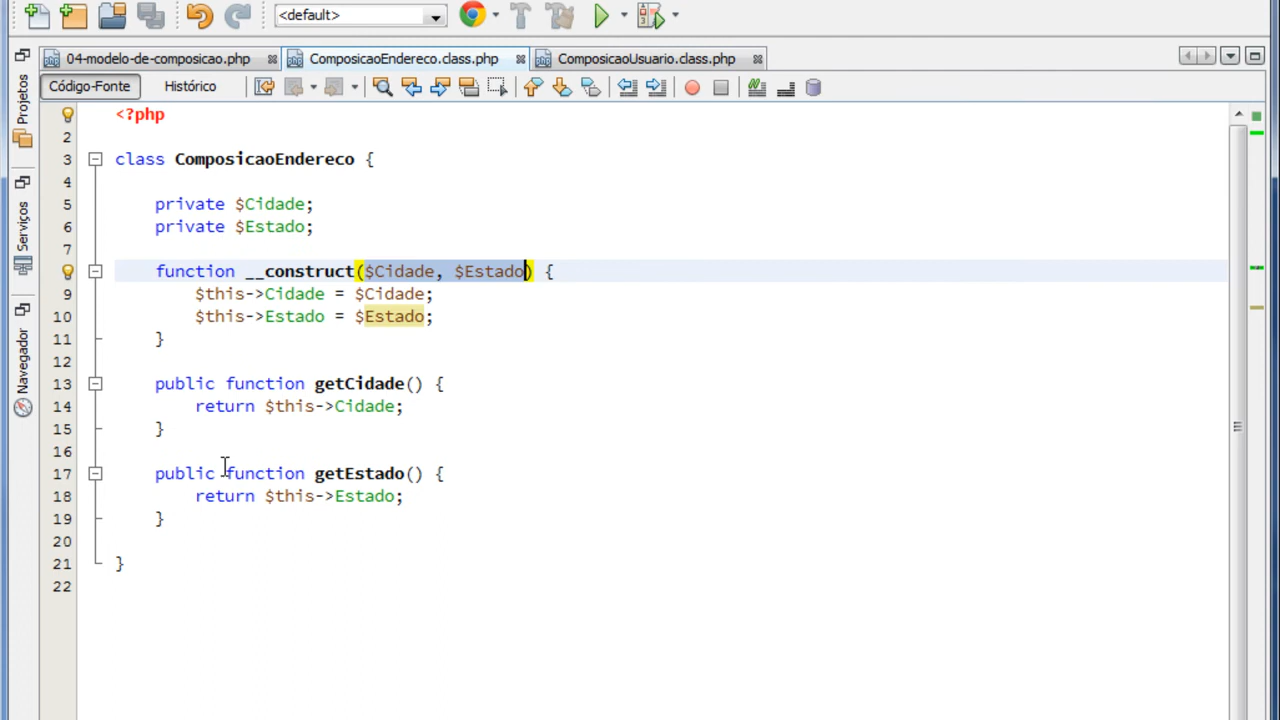 <default>
04-modelo-de-composicao.php
ComposicaoEndereco.class.php
ComposicaoUsuario.class.php
Código-Fonte
Histórico
Projetos
Serviços
Navegador
<?php
2
3 class ComposicaoEndereco {
4
5 private $Cidade;
6 private $Estado;
7
function __construct($Cidade, $Estado) {
9 $this->Cidade = $Cidade;
10 $this->Estado = $Estado;
11 }
12
13 public function getCidade() {
14 return $this->Cidade;
15 }
16
17 public function getEstado() {
18 return $this->Estado;
19 }
20
21 }
22